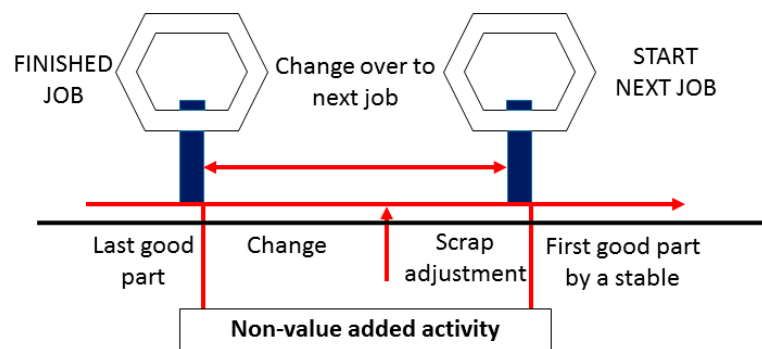 FINISHED
JOB
Change over to
next job
START
NEXT JOB
Last good
part
Change
Scrap
adjustment
First good part
by a stable
Non-value added activity